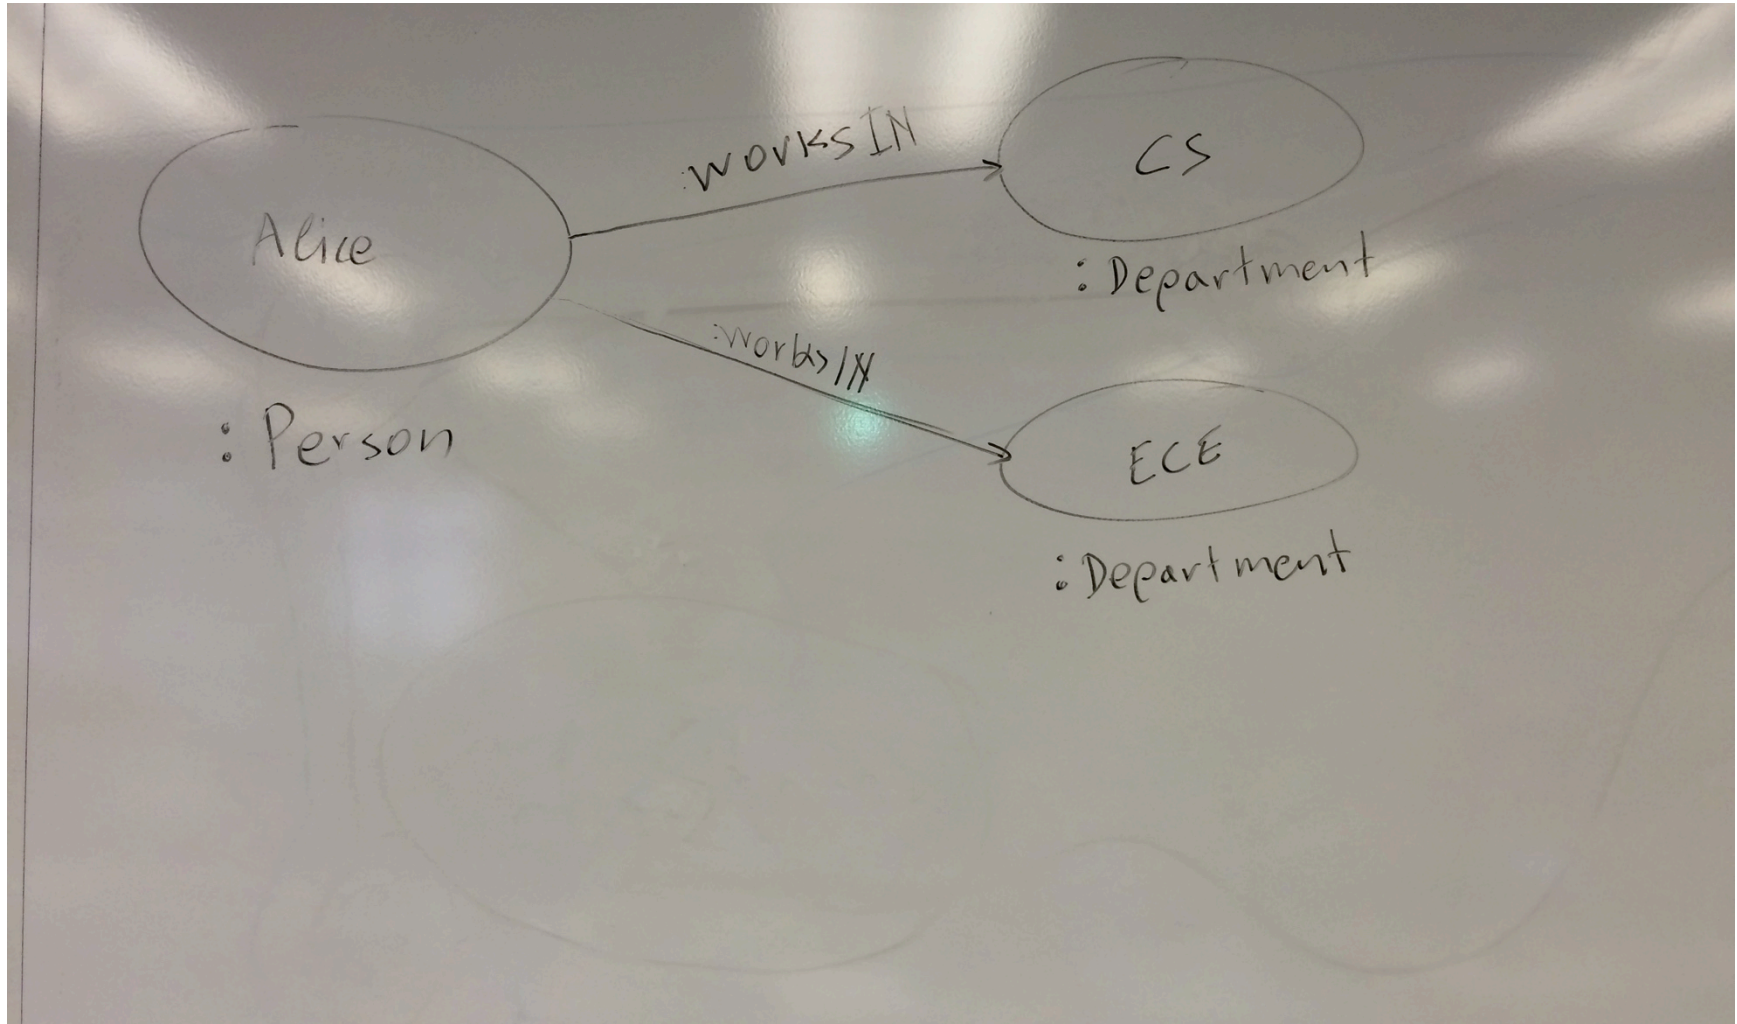 :worksIN
CS
Alice
:Department
:worksIN
:Person
ECE
:Department